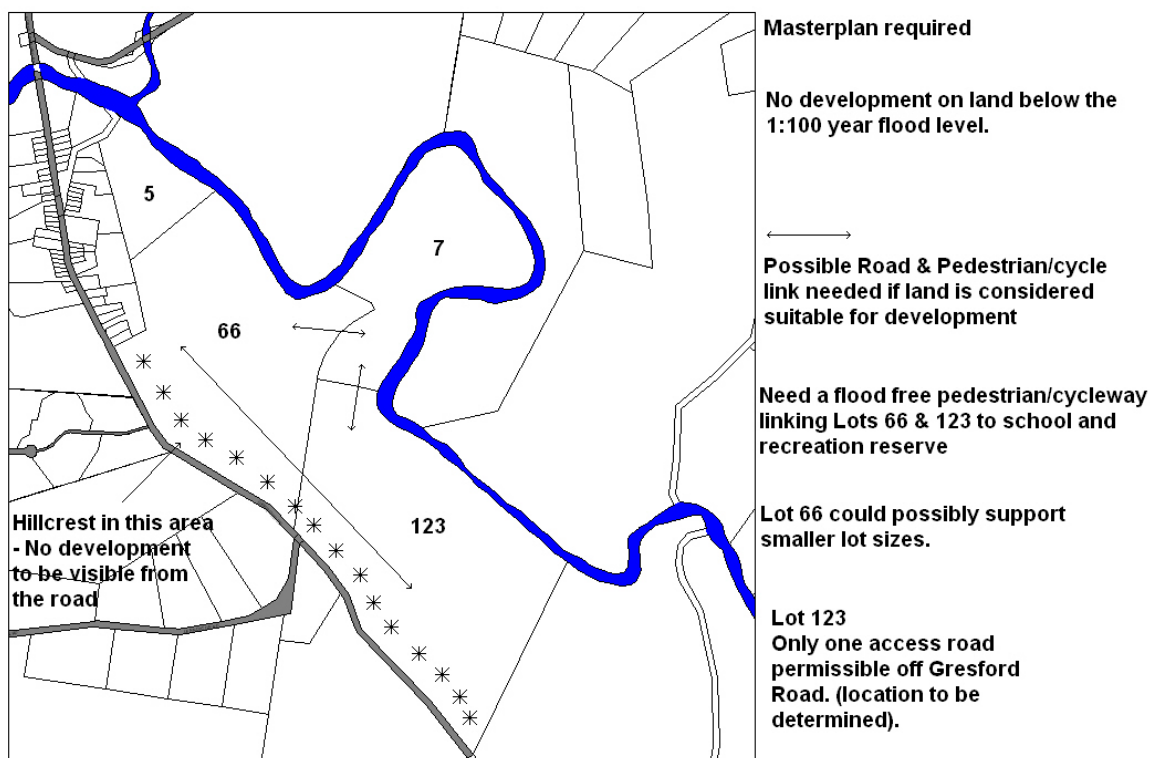 Masterplan required
No development on land below the
1:100 year flood level.
5
7
Possible Road & Pedestrian/cycle
link needed if land is considered
suitable for development
66
Need a flood free pedestrian/cycleway
linking Lots 66 & 123 to school and
recreation reserve
Hillcrest in this area
- No development
to be visible from
the road
123
Lot 66 could possibly support
smaller lot sizes.
Lot 123
Only one access road
permissible off Gresford
Road. (location to be
determined).